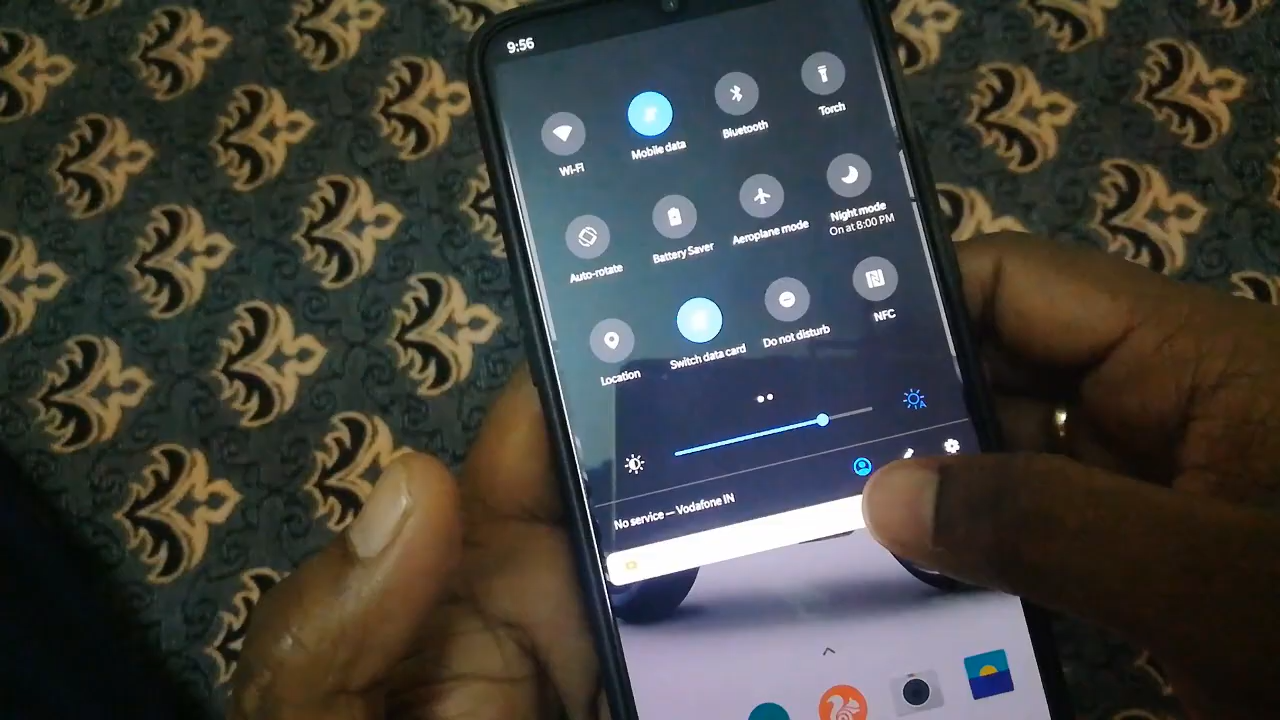 9:56
Wi-Fi
Mobile data
Bluetooth
Torch
Auto-rotate
Battery Saver
Aeroplane mode
Night mode
On at 8:00 PM
Location
Switch data card
Do not disturb
NFC
No service — Vodafone IN